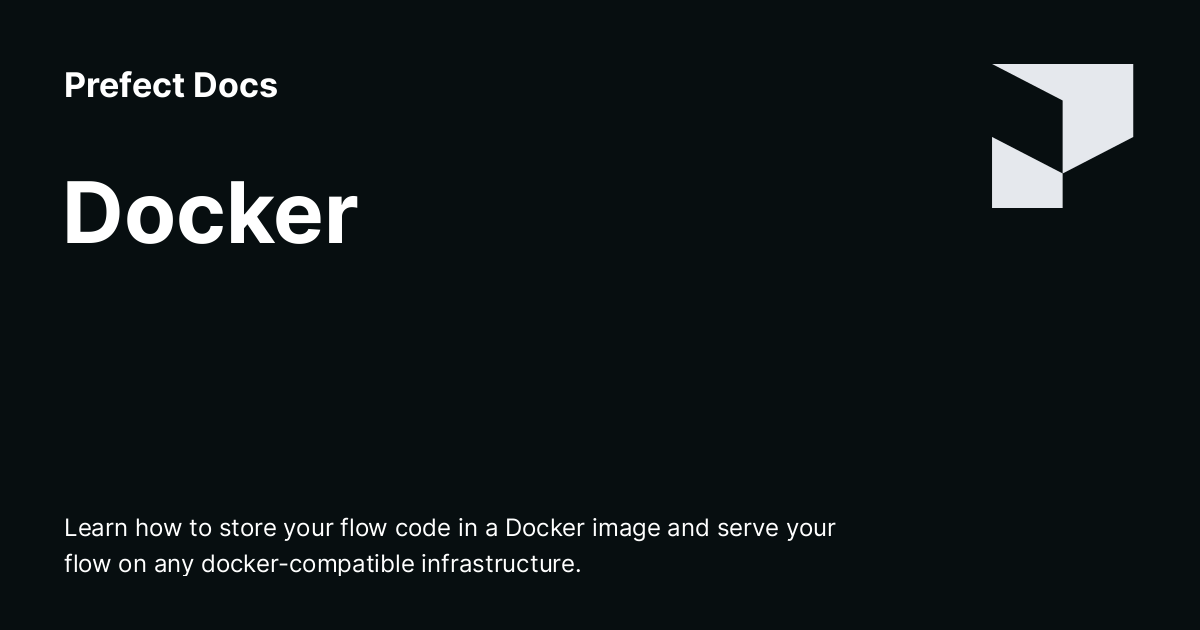 Prefect Docs
Docker
Learn how to store your flow code in a Docker image and serve your
flow on any docker-compatible infrastructure.